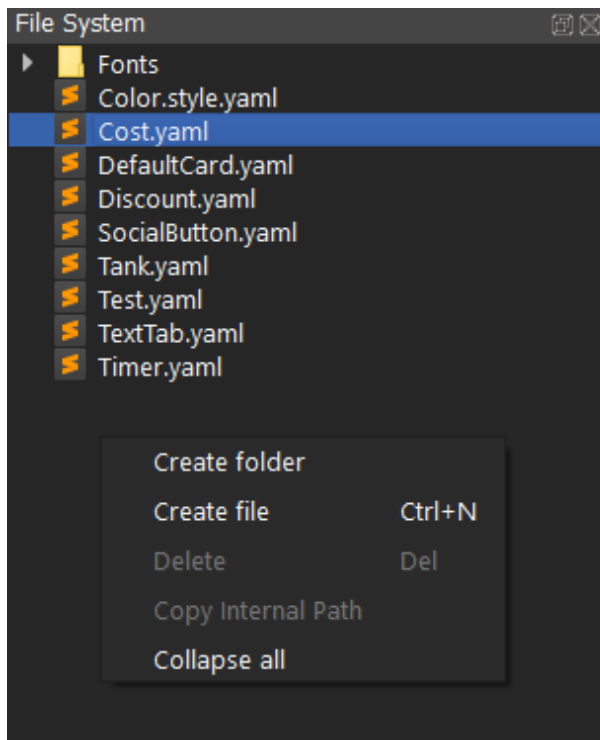 File System
Fonts
Color.style.yaml
Cost.yaml
DefaultCard.yaml
Discount.yaml
SocialButton.yaml
Tank.yaml
Test.yaml
TextTab.yaml
Timer.yaml
Create folder
Create file Ctrl+N
Delete Del
Copy Internal Path
Collapse all